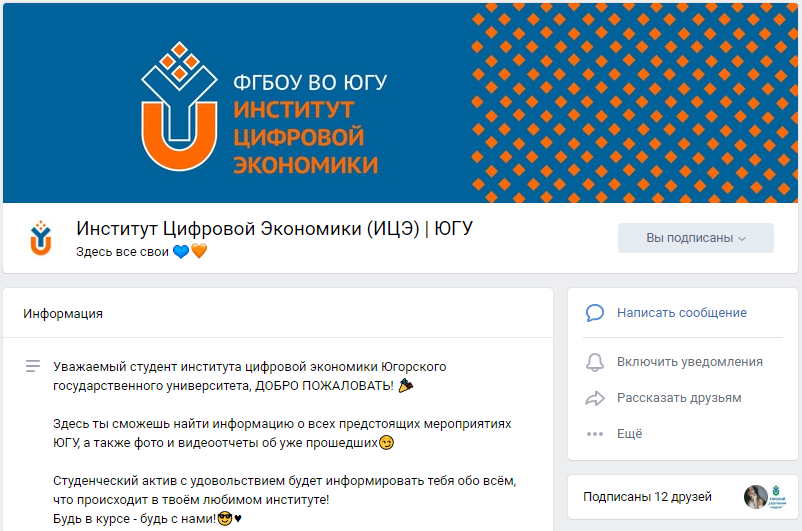 ФГБОУ ВО ЮГУ
ИНСТИТУТ
ЦИФРОВОЙ
ЭКОНОМИКИ
Институт Цифровой Экономики (ИЦЭ) | ЮГУ
Здесь все свои 💙🧡
Вы подписаны
Информация
Уважаемый студент института цифровой экономики Югорского
государственного университета, ДОБРО ПОЖАЛОВАТЬ! 🎉
Здесь ты сможешь найти информацию о всех предстоящих мероприятиях
ЮГУ, а также фото и видеоотчеты об уже прошедших😏
Студенческий актив с удовольствием будет информировать тебя обо всём,
что происходит в твоём любимом институте!
Будь в курсе - будь с нами!😎♥
Написать сообщение
Включить уведомления
Рассказать друзьям
Ещё
Подписаны 12 друзей